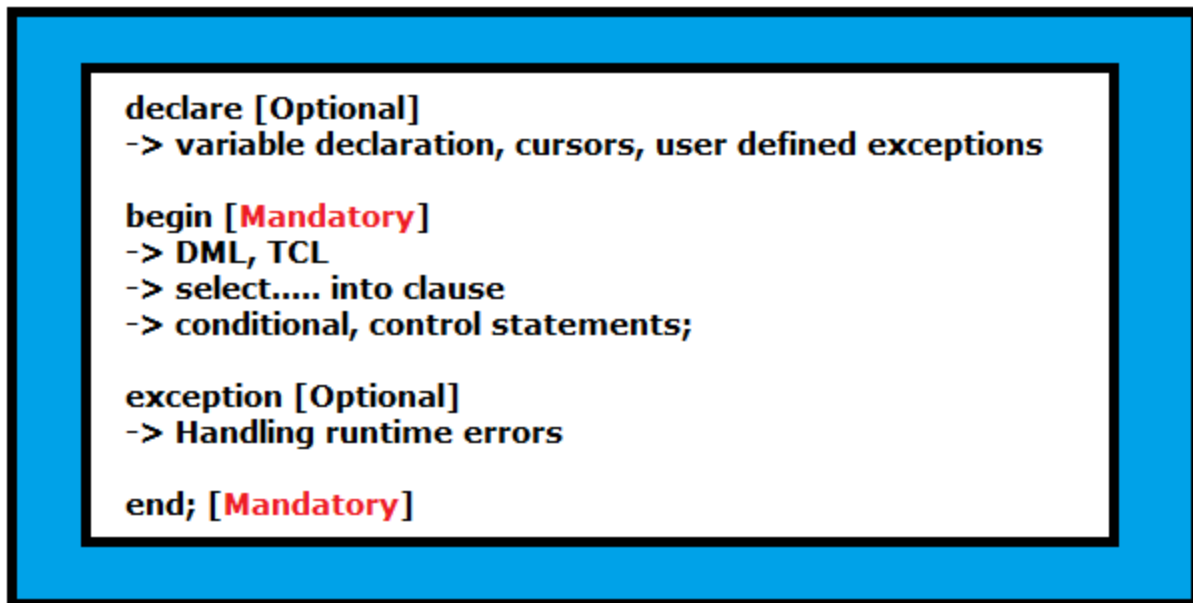 declare [Optional]
-> variable declaration, cursors, user defined exceptions
begin [Mandatory]
-> DML, TCL
-> select..... into clause
-> conditional, control statements;
exception [Optional]
-> Handling runtime errors
end; [Mandatory]